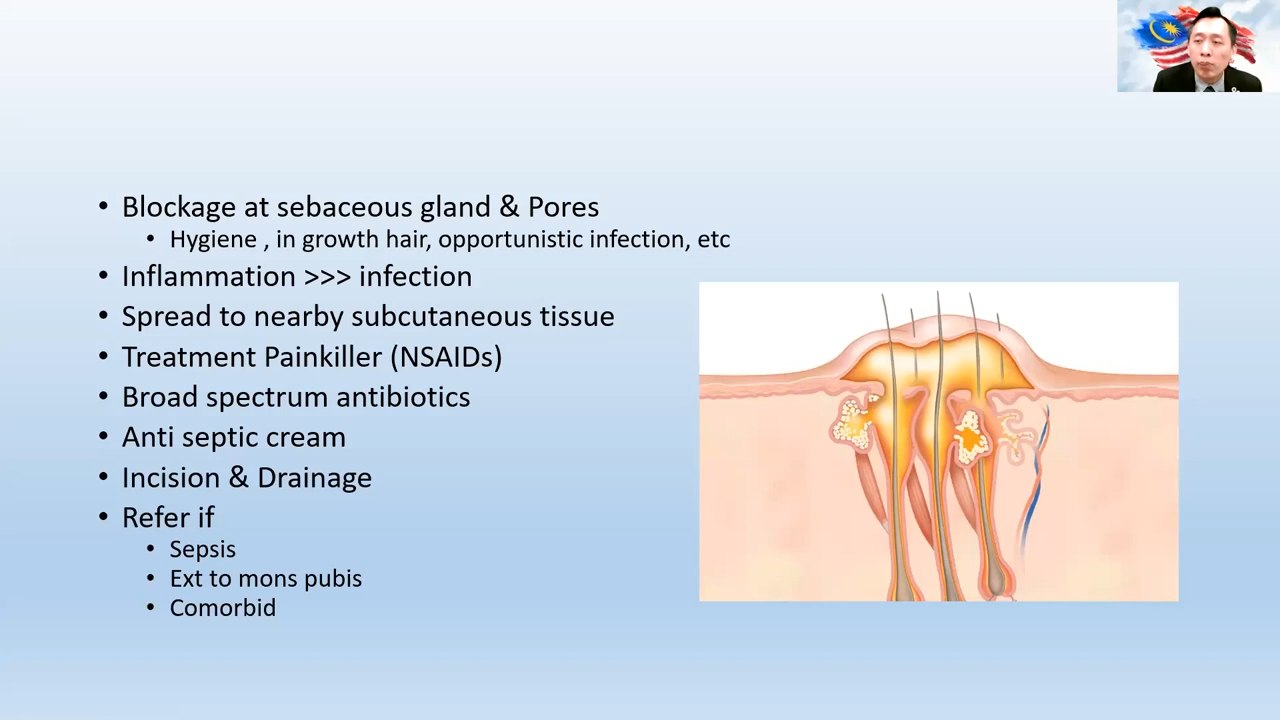 • Blockage at sebaceous gland & Pores
• Hygiene , in growth hair, opportunistic infection, etc
• Inflammation >>> infection
• Spread to nearby subcutaneous tissue
• Treatment Painkiller (NSAIDs)
• Broad spectrum antibiotics
• Anti septic cream
• Incision & Drainage
• Refer if
• Sepsis
• Ext to mons pubis
• Comorbid